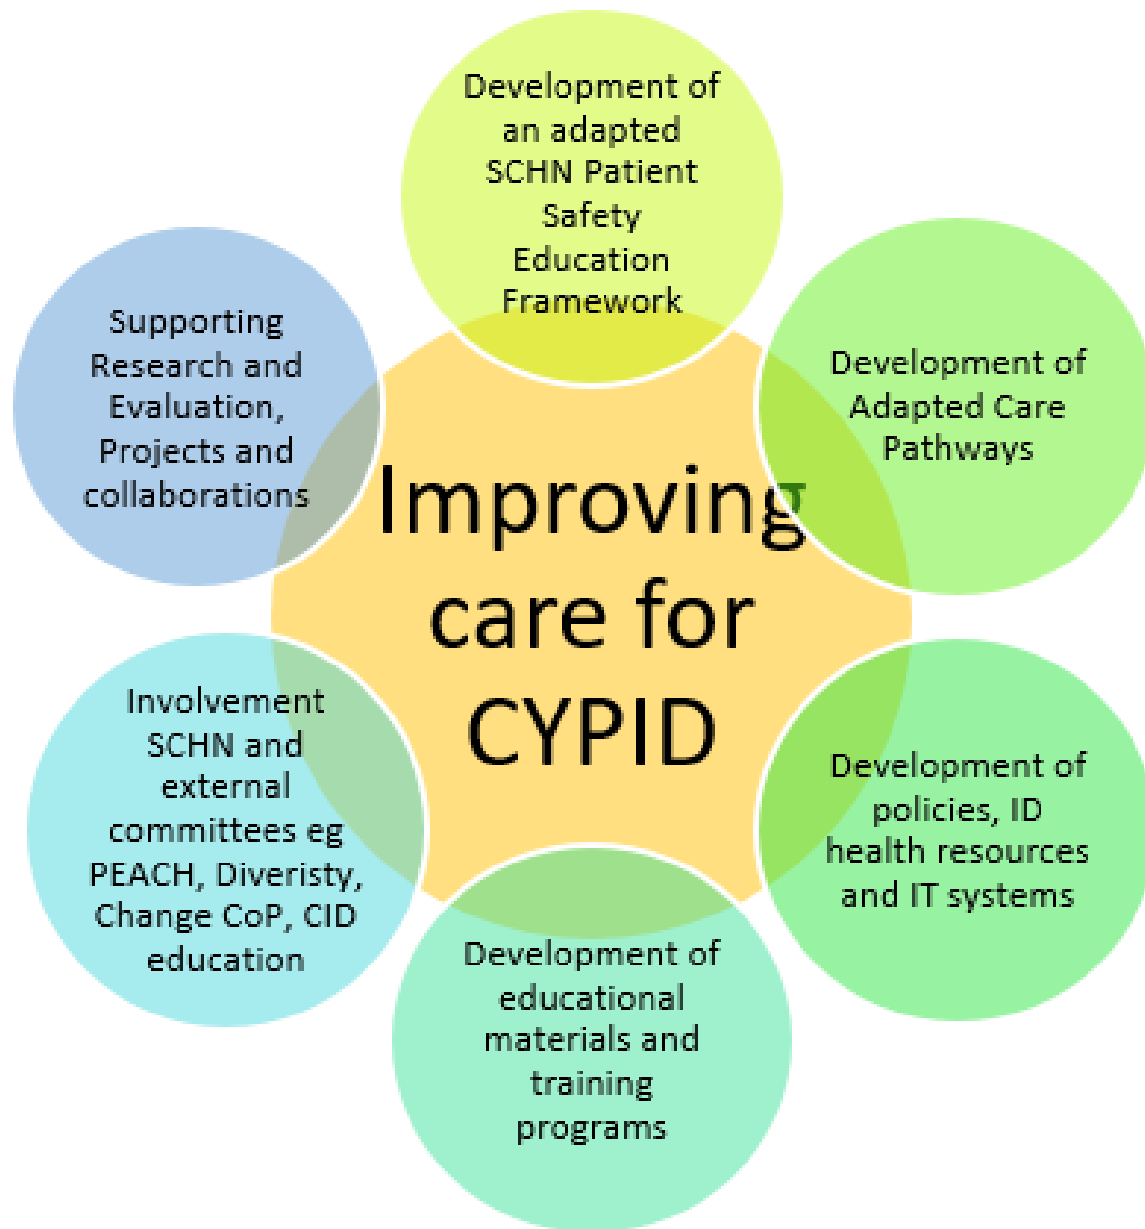 Development of
an adapted
SCHN Patient
Safety
Education
Framework
Development of
Adapted Care
Pathways
Development of
policies, ID
health resources
and IT systems
Development of
educational
materials and
training
programs
Involvement
SCHN and
external
committees eg
PEACH, Diveristy,
Change CoP, CID
education
Supporting
Research and
Evaluation,
Projects and
collaborations
Improving
care for
CYPID